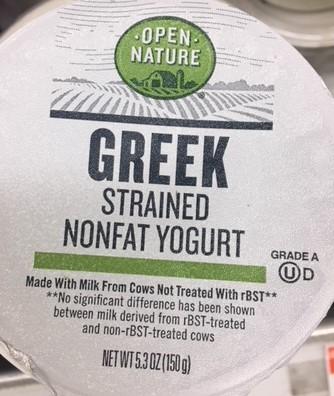 ·OPEN·
NATURE
GREEK
STRAINED
NONFAT YOGURT
GRADE A
Ⓤ D
Made With Milk From Cows Not Treated With rBST**
**No significant difference has been shown
between milk derived from rBST-treated
and non-rBST-treated cows
NET WT 5.3 OZ (150g)